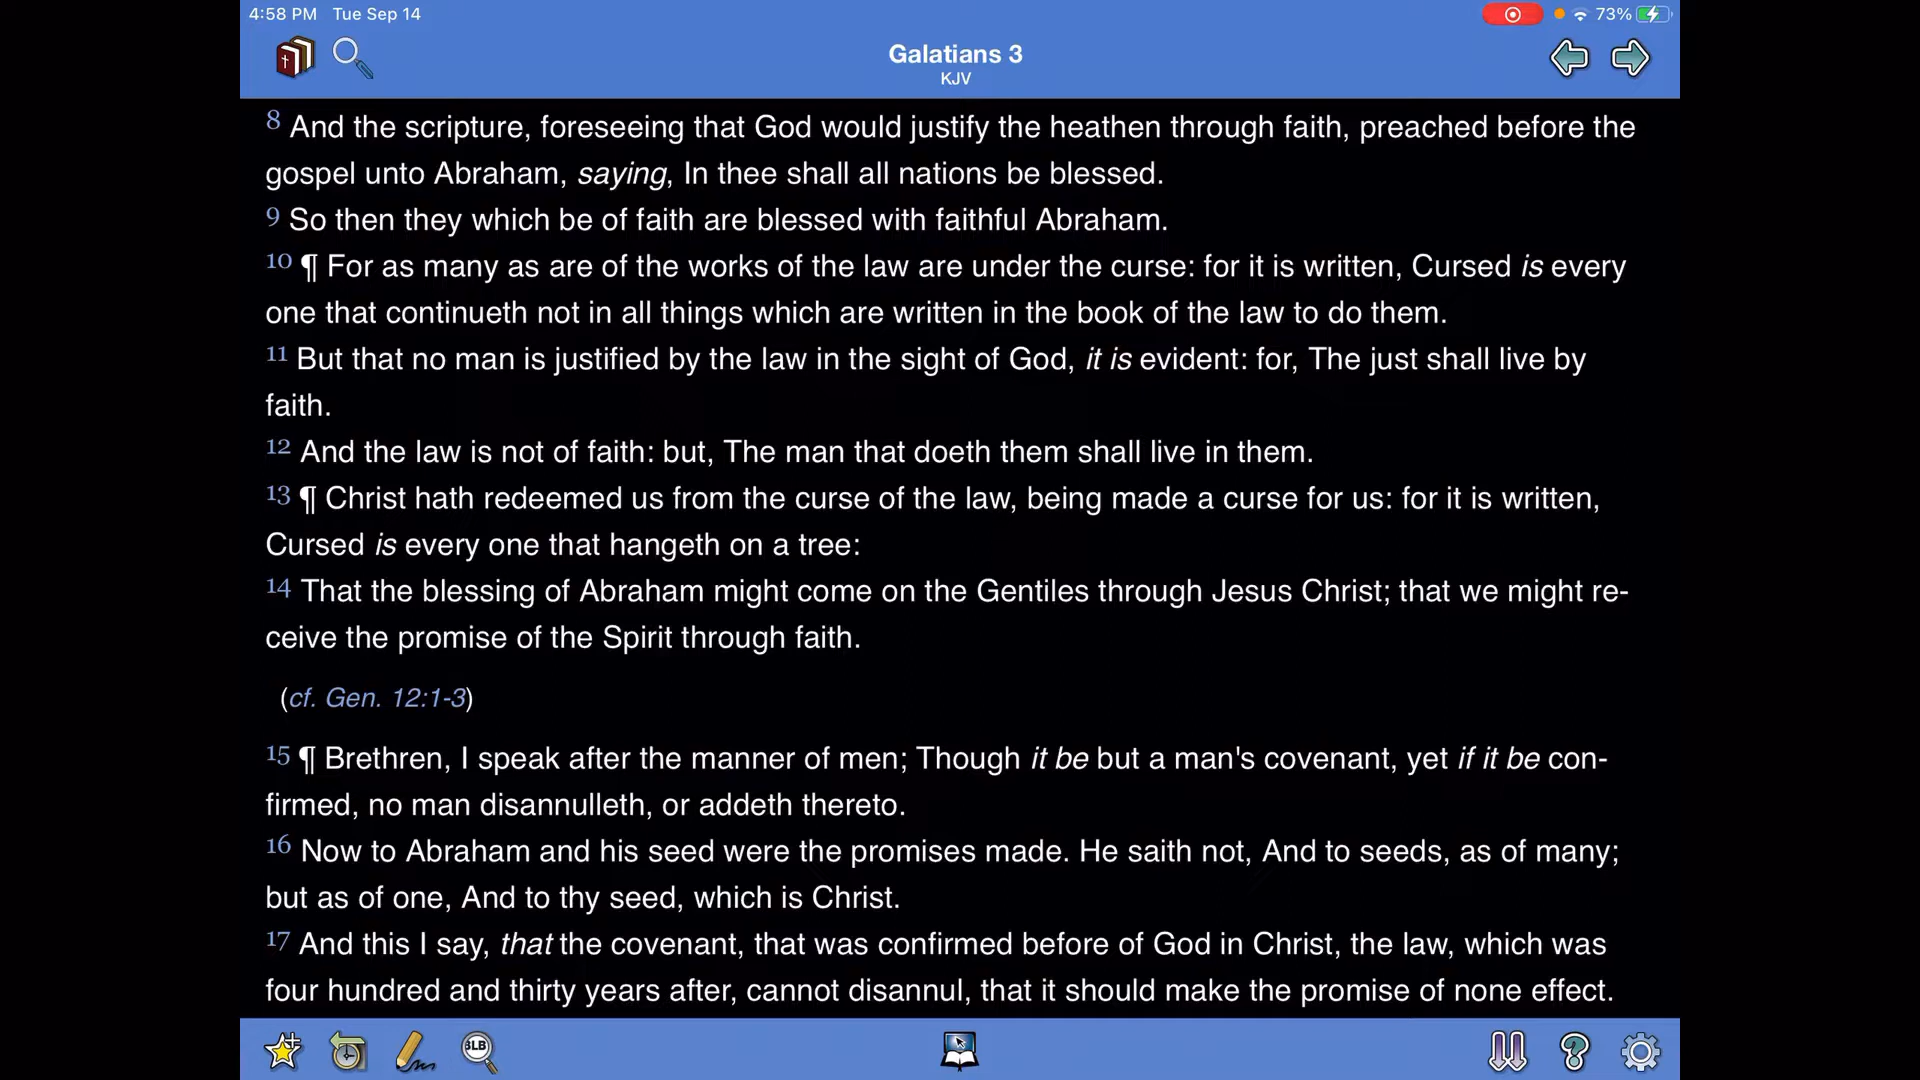 4:58 PM Tue Sep 14
73%
Galatians 3
KJV
8 And the scripture, foreseeing that God would justify the heathen through faith, preached before the
gospel unto Abraham, saying, In thee shall all nations be blessed.
9 So then they which be of faith are blessed with faithful Abraham.
10 ¶ For as many as are of the works of the law are under the curse: for it is written, Cursed is every
one that continueth not in all things which are written in the book of the law to do them.
11 But that no man is justified by the law in the sight of God, it is evident: for, The just shall live by
faith.
12 And the law is not of faith: but, The man that doeth them shall live in them.
13 ¶ Christ hath redeemed us from the curse of the law, being made a curse for us: for it is written,
Cursed is every one that hangeth on a tree:
14 That the blessing of Abraham might come on the Gentiles through Jesus Christ; that we might re-
ceive the promise of the Spirit through faith.
(cf. Gen. 12:1-3)
15 ¶ Brethren, I speak after the manner of men; Though it be but a man's covenant, yet if it be con-
firmed, no man disannulleth, or addeth thereto.
16 Now to Abraham and his seed were the promises made. He saith not, And to seeds, as of many;
but as of one, And to thy seed, which is Christ.
17 And this I say, that the covenant, that was confirmed before of God in Christ, the law, which was
four hundred and thirty years after, cannot disannul, that it should make the promise of none effect.
BLB